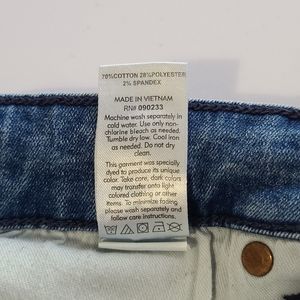 70%COTTON 28%POLYESTER
2% SPANDEX
MADE IN VIETNAM
RN# 090233
Machine wash separately in
cold water. Use only non-
chlorine bleach as needed.
Tumble dry low. Cool iron
as needed. Do not dry
clean.
This garment was specially
dyed to produce its unique
color. Take care, dark colors
may transfer onto light
colored clothing or other
items. To minimize fading
please wash separately and
follow care instructions.